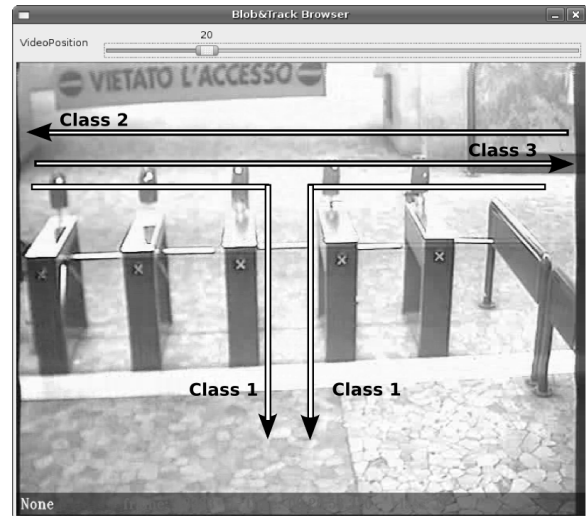 Blob&Track Browser
VideoPosition
20
VIETATO L'ACCESSO
Class 2
Class 3
Class 1 Class 1
None